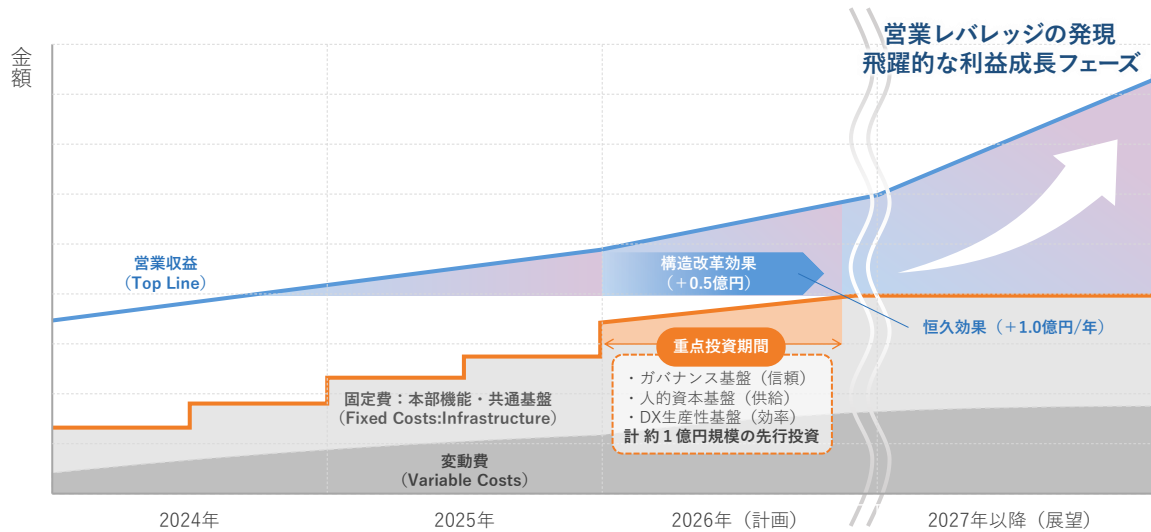 営業レバレッジの発現
飛躍的な利益成長フェーズ
金額
営業収益
（Top Line）
構造改革効果
（＋0.5億円）
恒久効果（＋1.0億円/年）
重点投資期間
・ガバナンス基盤（信頼）
・人的資本基盤（供給）
・DX生産性基盤（効率）
計 約１億円規模の先行投資
固定費：本部機能・共通基盤
（Fixed Costs:Infrastructure）
変動費
（Variable Costs）
2024年
2025年
2026年（計画）
2027年以降（展望）